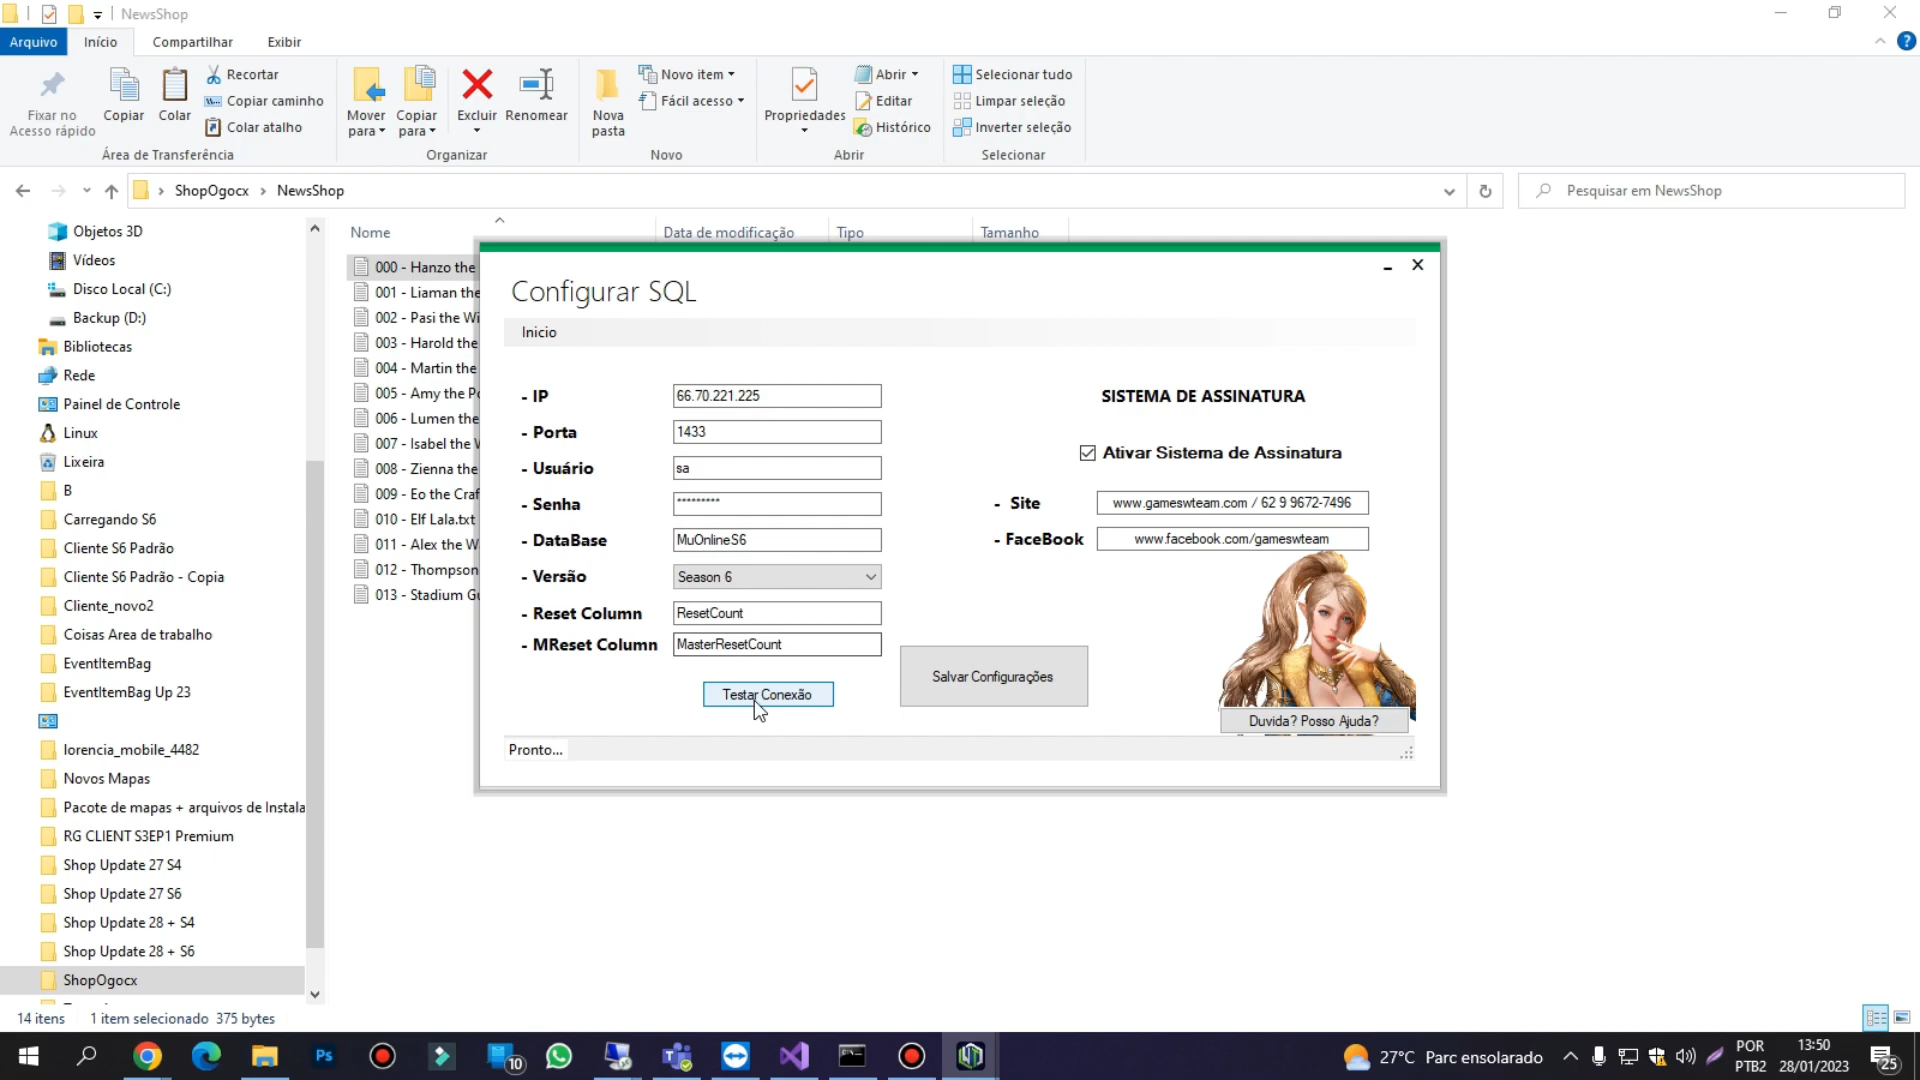 NewsShop
Arquivo
Início
Compartilhar
Exibir
Fixar no
Acesso rápido
Copiar
Colar
Recortar
Copiar caminho
Colar atalho
Área de Transferência
Mover
para
Copiar
para
Excluir
Renomear
Organizar
Nova
pasta
Novo item
Fácil acesso
Novo
Propriedades
Abrir
Editar
Histórico
Abrir
Selecionar tudo
Limpar seleção
Inverter seleção
Selecionar
ShopOgocx > NewsShop
Pesquisar em NewsShop
Objetos 3D
Vídeos
Disco Local (C:)
Backup (D:)
Bibliotecas
Rede
Painel de Controle
Linux
Lixeira
B
Carregando S6
Cliente S6 Padrão
Cliente S6 Padrão - Copia
Cliente_novo2
Coisas Area de trabalho
EventItemBag
EventItemBag Up 23
lorencia_mobile_4482
Novos Mapas
Pacote de mapas + arquivos de Instala
RG CLIENT S3EP1 Premium
Shop Update 27 S4
Shop Update 27 S6
Shop Update 28 + S4
Shop Update 28 + S6
ShopOgocx
Nome
Data de modificação
Tipo
Tamanho
000 - Hanzo the
001 - Liaman the
002 - Pasi the Wi
003 - Harold the
004 - Martin the
005 - Amy the Po
006 - Lumen the
007 - Isabel the W
008 - Zienna the
009 - Eo the Craf
010 - Elf Lala.txt
011 - Alex the W
012 - Thompson
013 - Stadium Gu
Configurar SQL
Inicio
- IP
66.70.221.225
- Porta
1433
- Usuário
sa
- Senha
*********
- DataBase
MuOnlineS6
- Versão
Season 6
- Reset Column
ResetCount
- MReset Column
MasterResetCount
Testar Conexão
Salvar Configurações
SISTEMA DE ASSINATURA
Ativar Sistema de Assinatura
- Site
www.gameswteam.com / 62 9 9672-7496
- FaceBook
www.facebook.com/gameswteam
Duvida? Posso Ajuda?
Pronto...
14 itens
1 item selecionado 375 bytes
Ps
10
27°C Parc ensolarado
POR
PTB2
13:50
28/01/2023
25